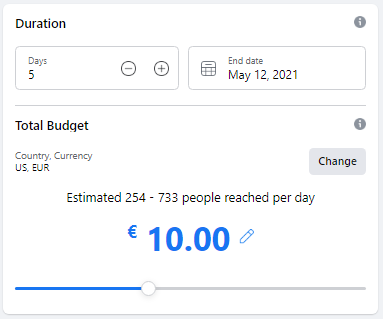 Duration
Days
5
End date
May 12, 2021
Total Budget
Country, Currency
US, EUR
Change
Estimated 254 - 733 people reached per day
€ 10.00